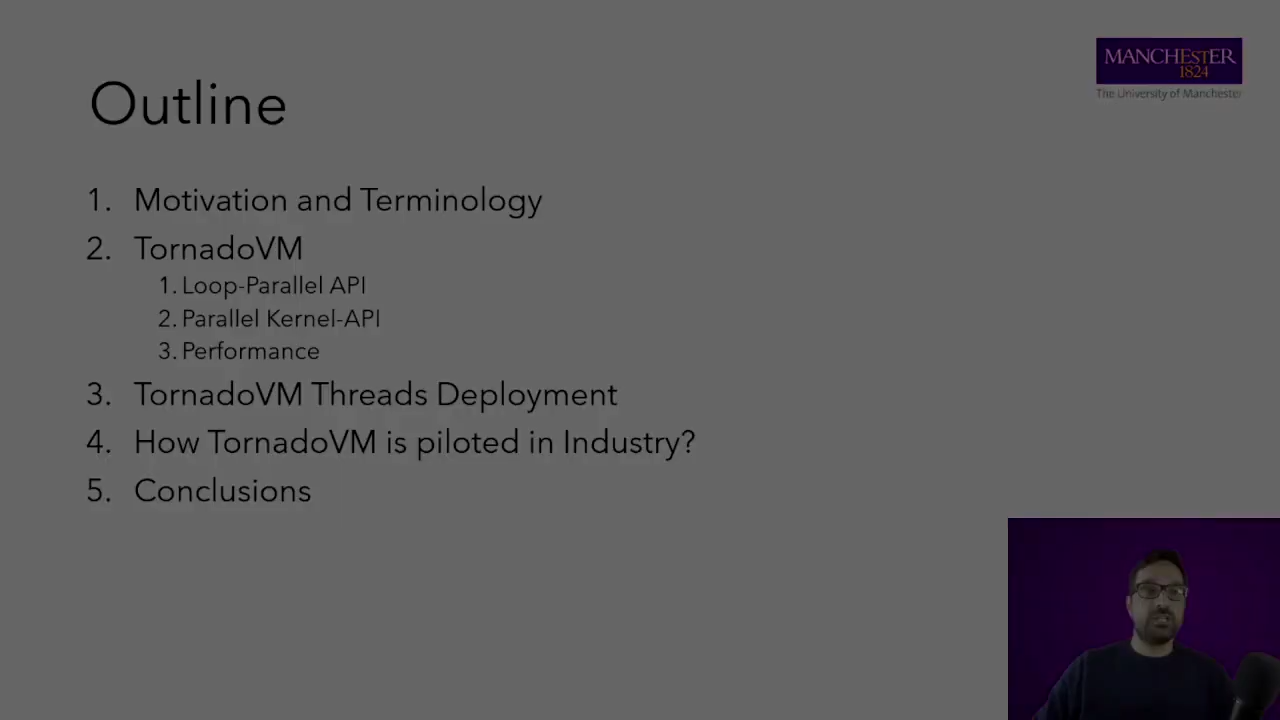 Outline
MANCHESTER
1824
The University of Manchester
1. Motivation and Terminology
2. TornadoVM
1. Loop-Parallel API
2. Parallel Kernel-API
3. Performance
3. TornadoVM Threads Deployment
4. How TornadoVM is piloted in Industry?
5. Conclusions